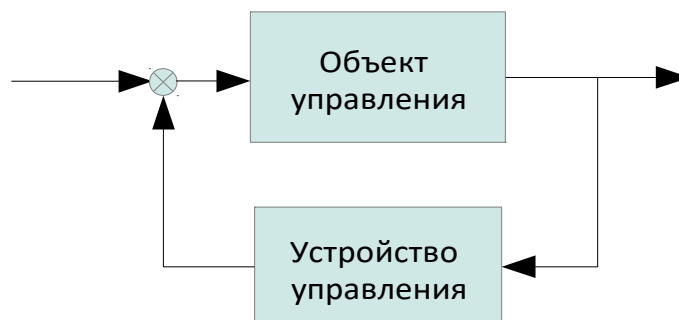 Объект
управления
Устройство
управления